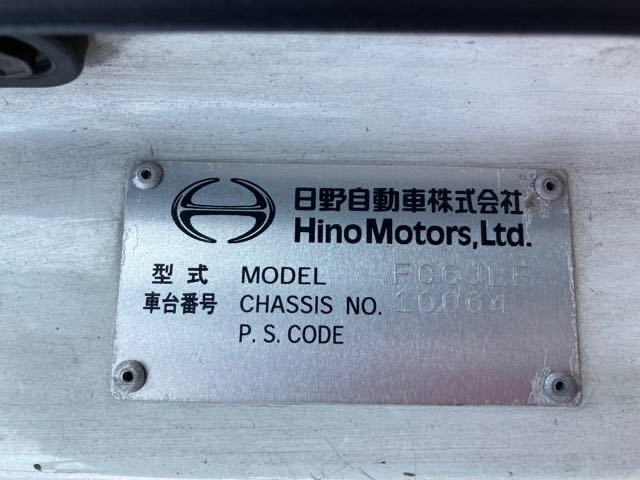 日野自動車株式会社
Hino Motors, Ltd.
型式 MODEL FC6JLF
車台番号 CHASSIS NO. 10064
P. S. CODE